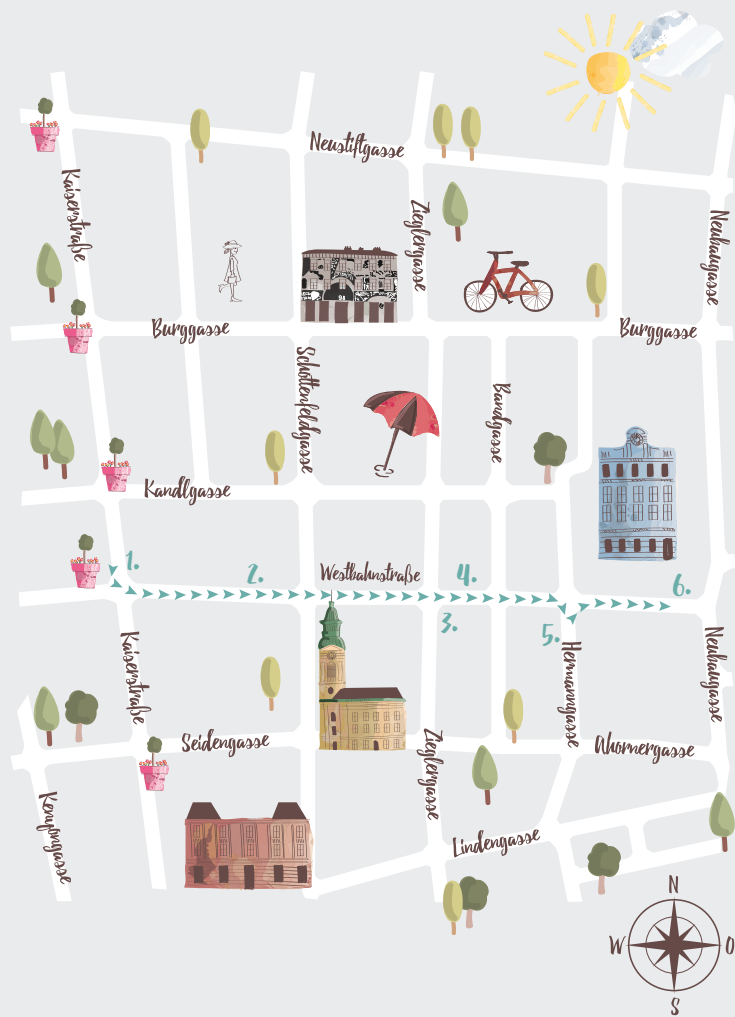 Neustiftgasse
Kaiserstraße
Zieglergasse
Neubaugasse
Burggasse
Burggasse
Schottenfeldgasse
Bandgasse
Kandlgasse
1.
2.
Westbahnstraße
4.
6.
3.
5.
Kaiserstraße
Hermanngasse
Neubaugasse
Seidengasse
Zieglergasse
Ahornergasse
Kenyongasse
Lindengasse
N
W
O
S